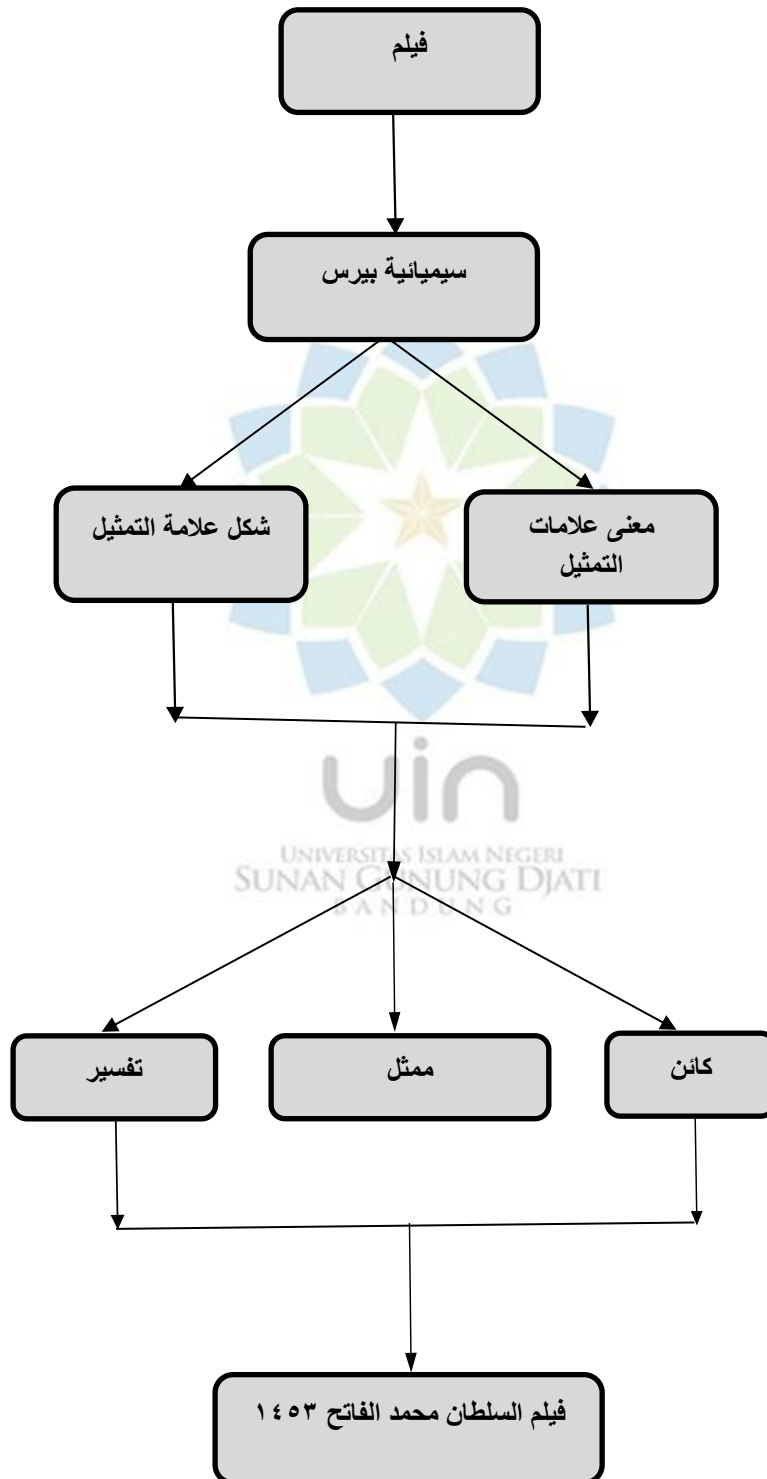 فيلم
سيميائية بيرس
معنى علامات
التمثيل
شكل علامة التمثيل
uin
UNIVERSITAS ISLAM NEGERI
SUNAN GUNUNG DJATI
BANDUNG
كائن
ممثل
تفسير
فيلم السلطان محمد الفاتح ١٤٥٣